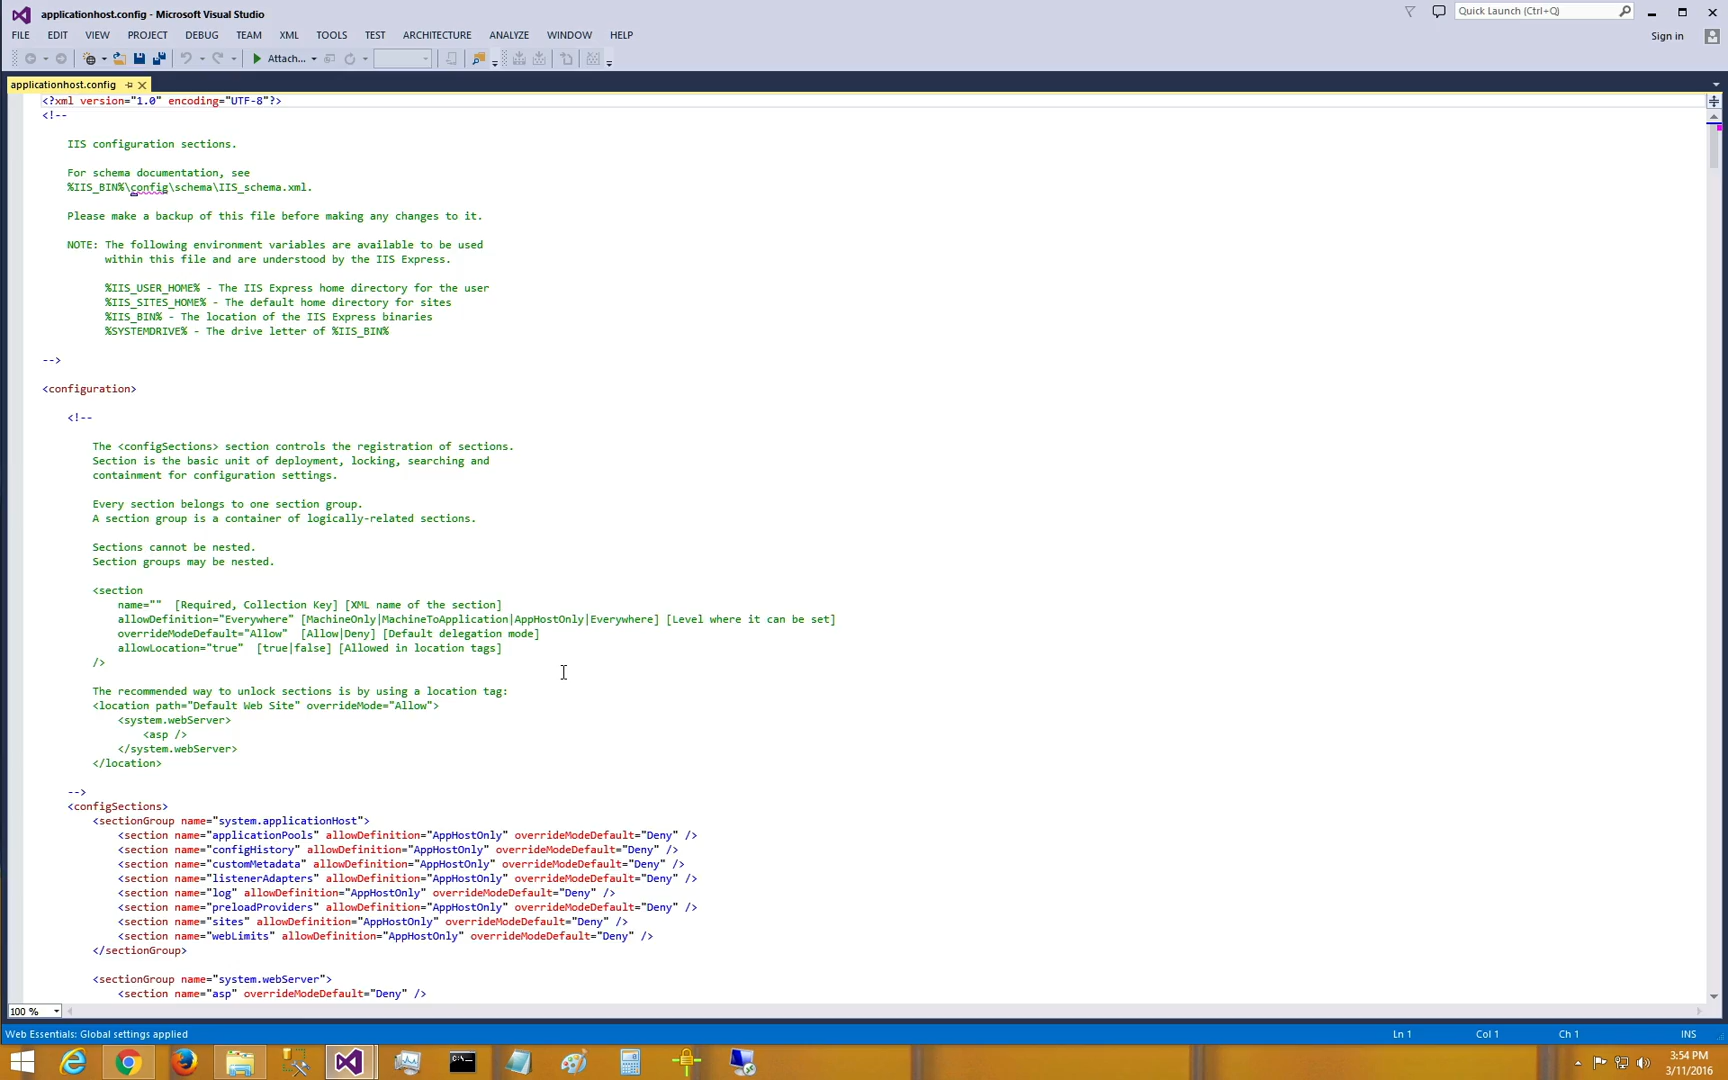 applicationhost.config - Microsoft Visual Studio
Quick Launch (Ctrl+Q)
FILE EDIT VIEW PROJECT DEBUG TEAM XML TOOLS TEST ARCHITECTURE ANALYZE WINDOW HELP
Sign in
Attach...
applicationhost.config
<?xml version="1.0" encoding="UTF-8"?>
<!--
IIS configuration sections.
For schema documentation, see
%IIS_BIN%\config\schema\IIS_schema.xml.
Please make a backup of this file before making any changes to it.
NOTE: The following environment variables are available to be used
within this file and are understood by the IIS Express.
%IIS_USER_HOME% - The IIS Express home directory for the user
%IIS_SITES_HOME% - The default home directory for sites
%IIS_BIN% - The location of the IIS Express binaries
%SYSTEMDRIVE% - The drive letter of %IIS_BIN%
-->
<configuration>
<!--
The <configSections> section controls the registration of sections.
Section is the basic unit of deployment, locking, searching and
containment for configuration settings.
Every section belongs to one section group.
A section group is a container of logically-related sections.
Sections cannot be nested.
Section groups may be nested.
<section
name="" [Required, Collection Key] [XML name of the section]
allowDefinition="Everywhere" [MachineOnly|MachineToApplication|AppHostOnly|Everywhere] [Level where it can be set]
overrideModeDefault="Allow" [Allow|Deny] [Default delegation mode]
allowLocation="true" [true|false] [Allowed in location tags]
/>
The recommended way to unlock sections is by using a location tag:
<location path="Default Web Site" overrideMode="Allow">
<system.webServer>
<asp />
</system.webServer>
</location>
-->
<configSections>
<sectionGroup name="system.applicationHost">
<section name="applicationPools" allowDefinition="AppHostOnly" overrideModeDefault="Deny" />
<section name="configHistory" allowDefinition="AppHostOnly" overrideModeDefault="Deny" />
<section name="customMetadata" allowDefinition="AppHostOnly" overrideModeDefault="Deny" />
<section name="listenerAdapters" allowDefinition="AppHostOnly" overrideModeDefault="Deny" />
<section name="log" allowDefinition="AppHostOnly" overrideModeDefault="Deny" />
<section name="preloadProviders" allowDefinition="AppHostOnly" overrideModeDefault="Deny" />
<section name="sites" allowDefinition="AppHostOnly" overrideModeDefault="Deny" />
<section name="webLimits" allowDefinition="AppHostOnly" overrideModeDefault="Deny" />
</sectionGroup>
<sectionGroup name="system.webServer">
<section name="asp" overrideModeDefault="Deny" />
100 %
Web Essentials: Global settings applied
Ln 1 Col 1 Ch 1 INS
3:54 PM
3/11/2016